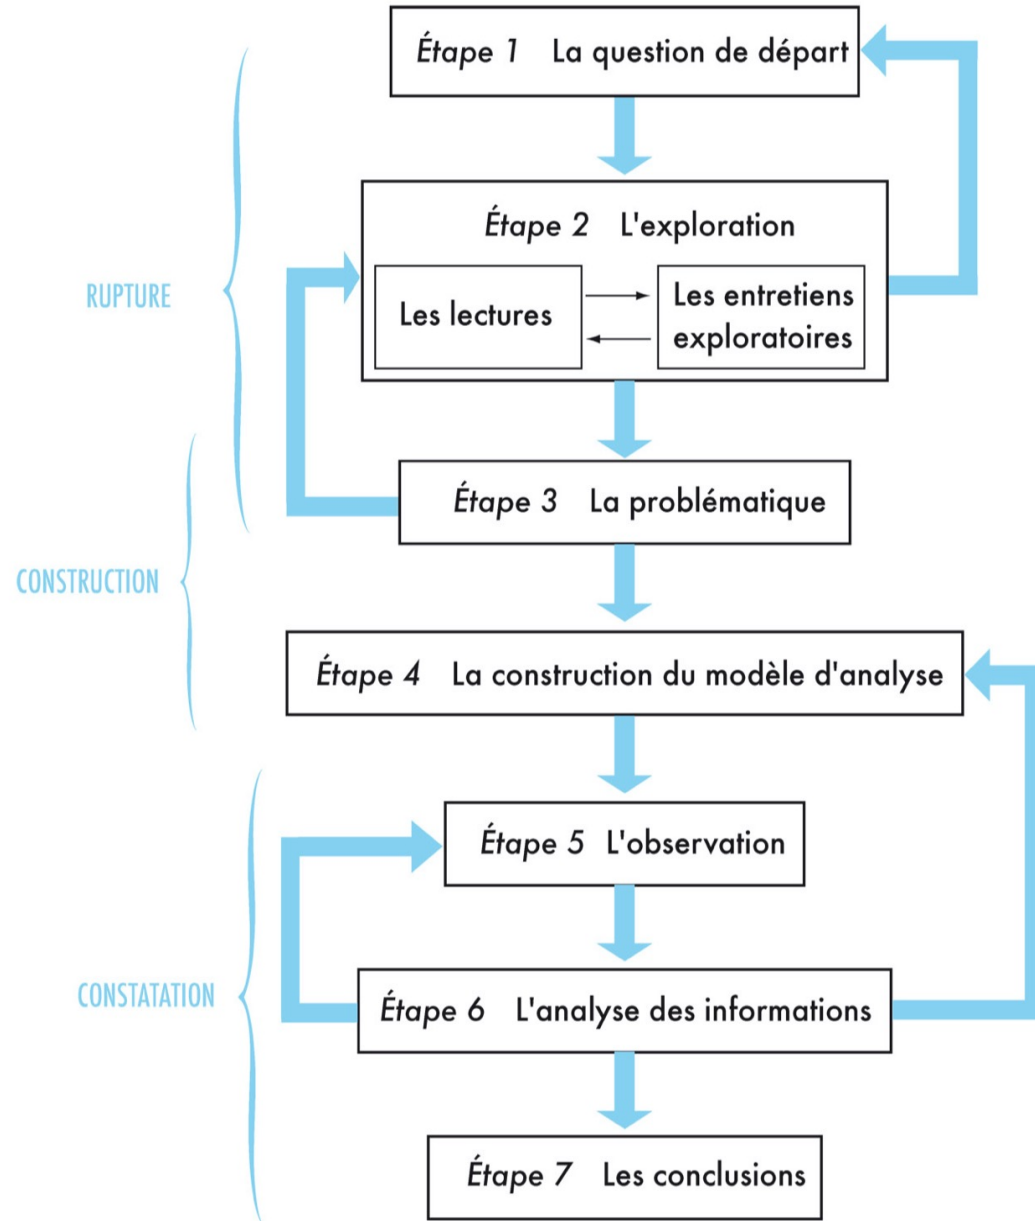 Étape 1 La question de départ
Étape 2 L'exploration
RUPTURE
Les lectures
Les entretiens
exploratoires
Étape 3 La problématique
CONSTRUCTION
Étape 4 La construction du modèle d'analyse
Étape 5 L'observation
CONSTATATION
Étape 6 L'analyse des informations
Étape 7 Les conclusions